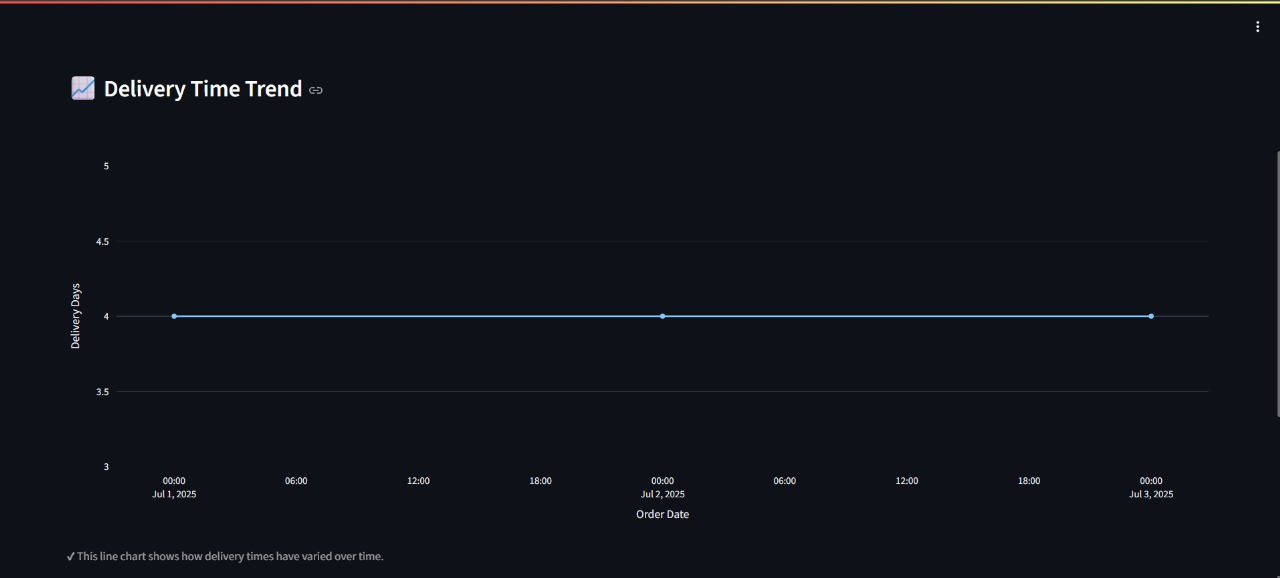 Delivery Time Trend
5
4.5
4
3.5
3
Delivery Days
00:00 06:00 12:00 18:00 00:00 06:00 12:00 18:00 00:00
Jul 1, 2025 Jul 2, 2025 Jul 3, 2025
Order Date
✓ This line chart shows how delivery times have varied over time.